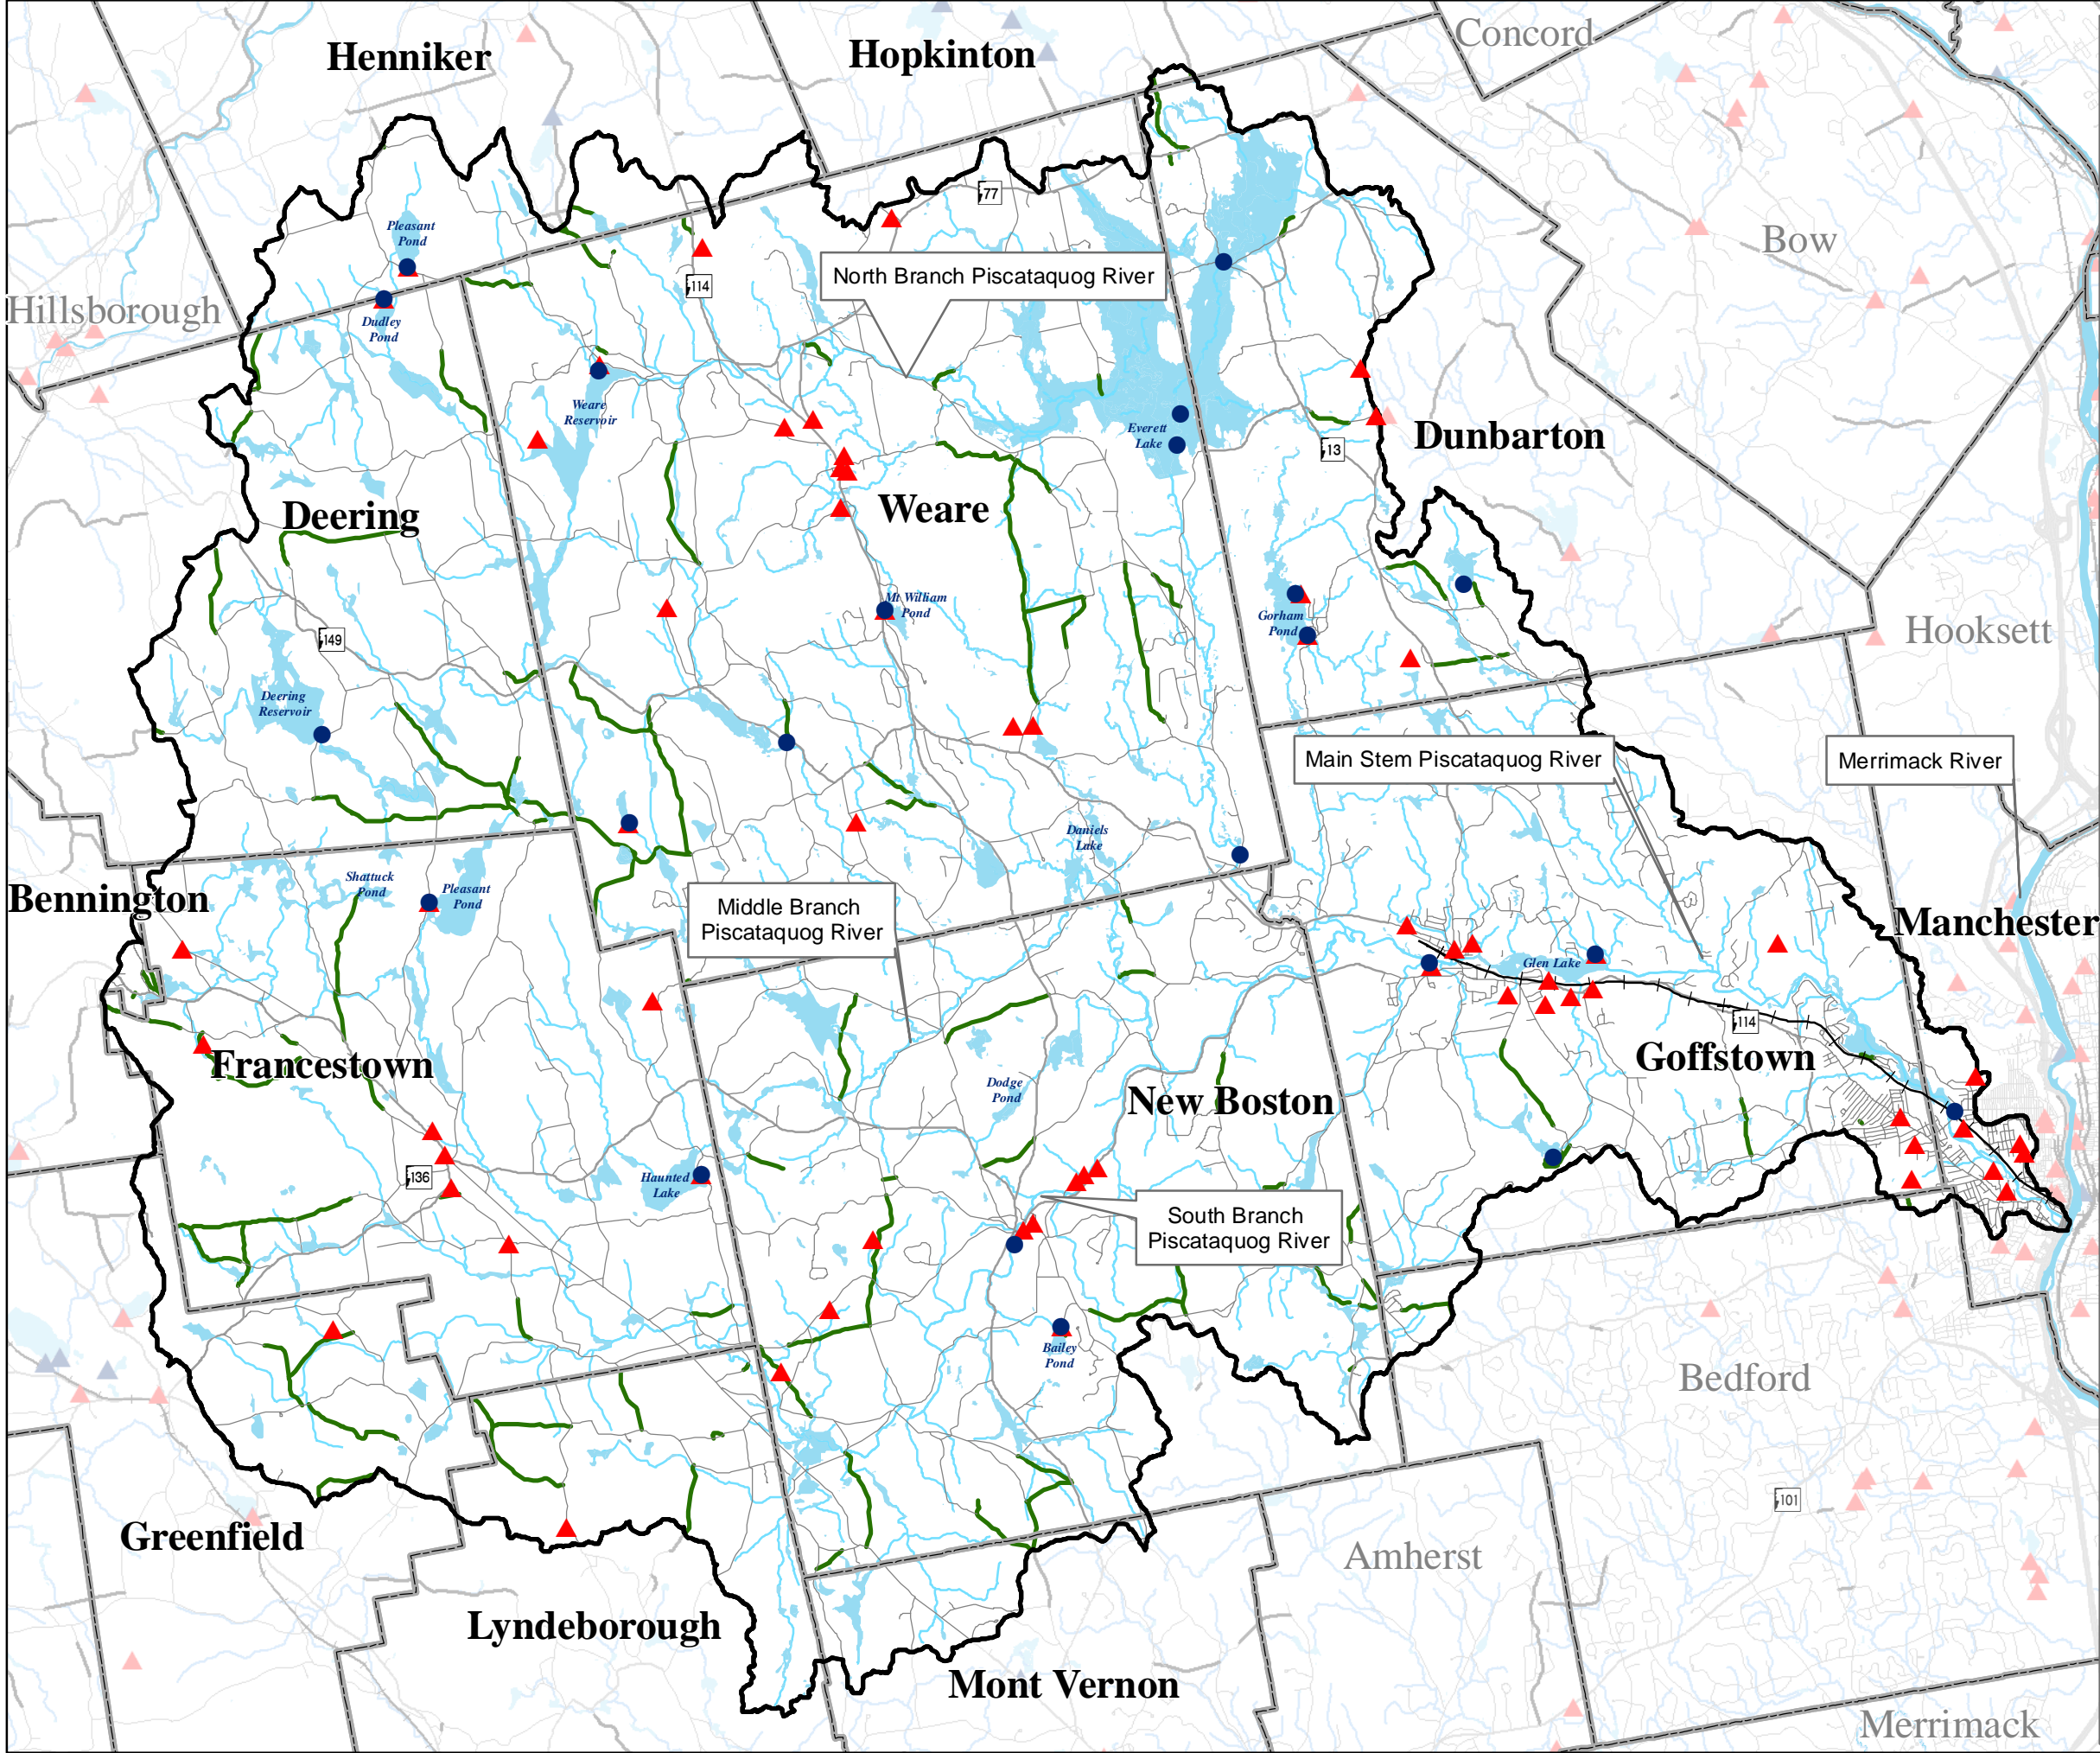 Henniker
Hopkinton
Concord
77
Pleasant
Pond
Bow
North Branch Piscataquog River
114
Hillsborough
Dudley
Pond
Weare
Reservoir
Everett
Lake
13
Dunbarton
Deering
Weare
Mt William
Pond
Gorham
Pond
Hooksett
149
Deering
Reservoir
Main Stem Piscataquog River
Merrimack River
Daniels
Lake
Shattuck
Pond
Pleasant
Pond
Bennington
Middle Branch
Piscataquog River
Manchester
Glen Lake
114
Francestown
Goffstown
Dodge
Pond
New Boston
136
Haunted
Lake
South Branch
Piscataquog River
Bailey
Pond
Bedford
101
Greenfield
Amherst
Lyndeborough
Mont Vernon
Merrimack